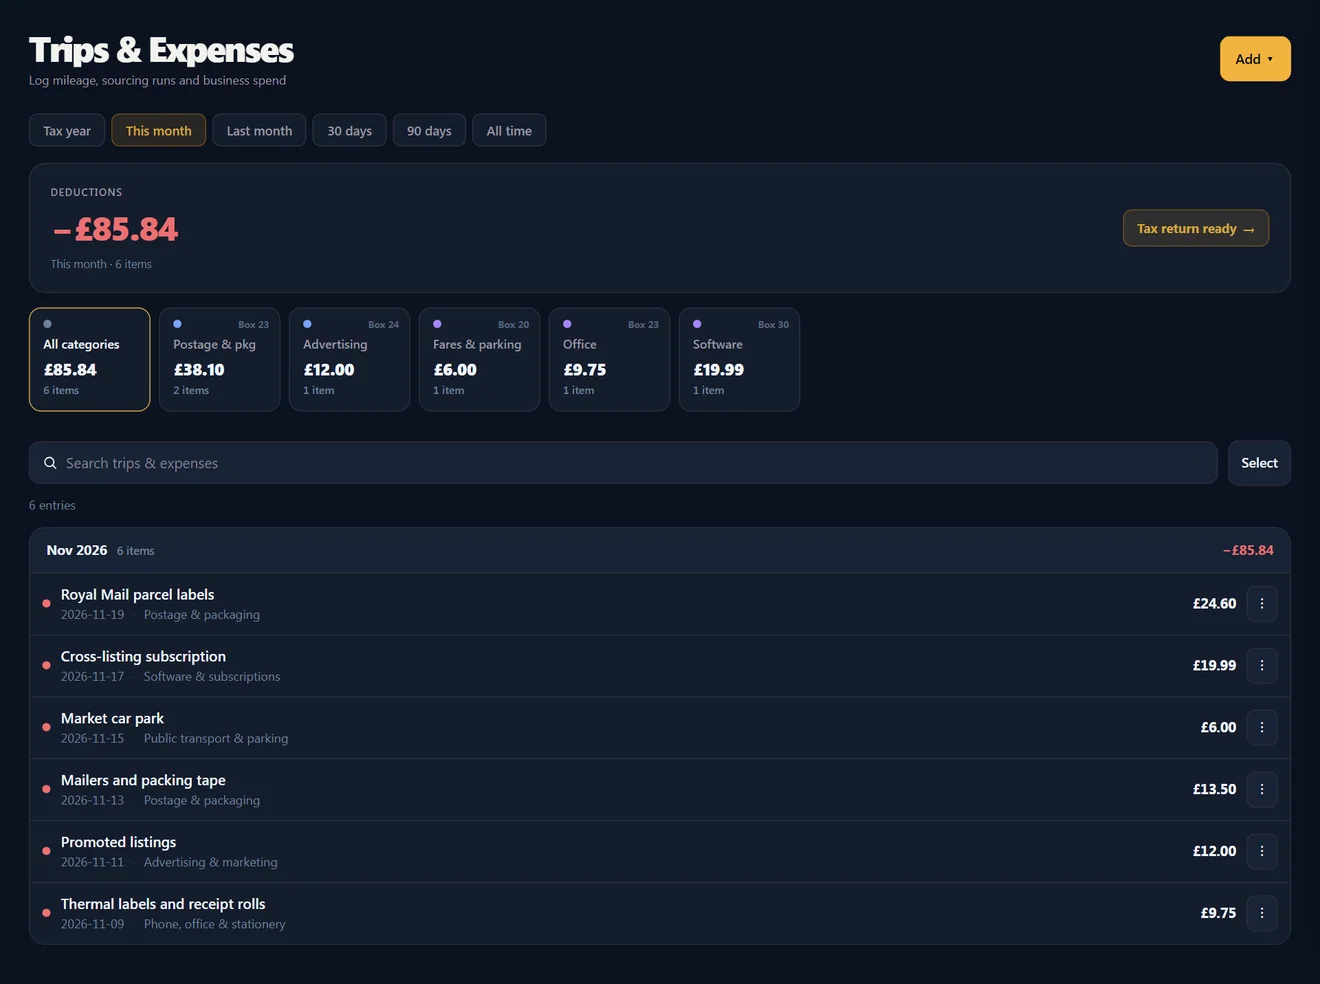 Trips & Expenses
Log mileage, sourcing runs and business spend
Add ▾
Tax year
This month
Last month
30 days
90 days
All time
DEDUCTIONS
−£85.84
This month · 6 items
Tax return ready →
All categories
£85.84
6 items
Box 23
Postage & pkg
£38.10
2 items
Box 24
Advertising
£12.00
1 item
Box 20
Fares & parking
£6.00
1 item
Box 23
Office
£9.75
1 item
Box 30
Software
£19.99
1 item
Search trips & expenses
Select
6 entries
Nov 2026 6 items −£85.84
Royal Mail parcel labels
2026-11-19 · Postage & packaging
£24.60
Cross-listing subscription
2026-11-17 · Software & subscriptions
£19.99
Market car park
2026-11-15 · Public transport & parking
£6.00
Mailers and packing tape
2026-11-13 · Postage & packaging
£13.50
Promoted listings
2026-11-11 · Advertising & marketing
£12.00
Thermal labels and receipt rolls
2026-11-09 · Phone, office & stationery
£9.75